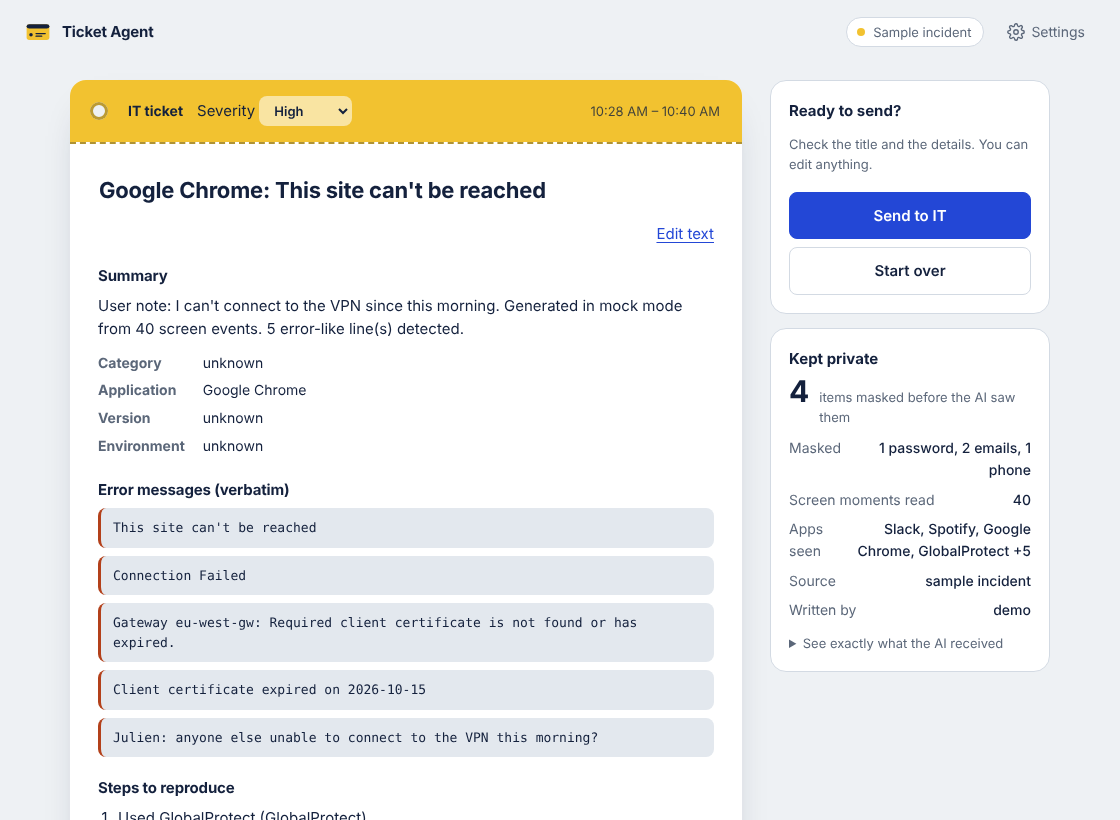 Ticket Agent
Sample incident
Settings
IT ticket
Severity
High
10:28 AM – 10:40 AM
Google Chrome: This site can't be reached
Edit text
Summary
User note: I can't connect to the VPN since this morning. Generated in mock mode
from 40 screen events. 5 error-like line(s) detected.
Category unknown
Application Google Chrome
Version unknown
Environment unknown
Error messages (verbatim)
This site can't be reached
Connection Failed
Gateway eu-west-gw: Required client certificate is not found or has
expired.
Client certificate expired on 2026-10-15
Julien: anyone else unable to connect to the VPN this morning?
Steps to reproduce
1. Used GlobalProtect (GlobalProtect)
Ready to send?
Check the title and the details. You can
edit anything.
Send to IT
Start over
Kept private
4 items masked before the AI saw
them
Masked 1 password, 2 emails, 1
phone
Screen moments read 40
Apps Slack, Spotify, Google
seen Chrome, GlobalProtect +5
Source sample incident
Written by demo
See exactly what the AI received